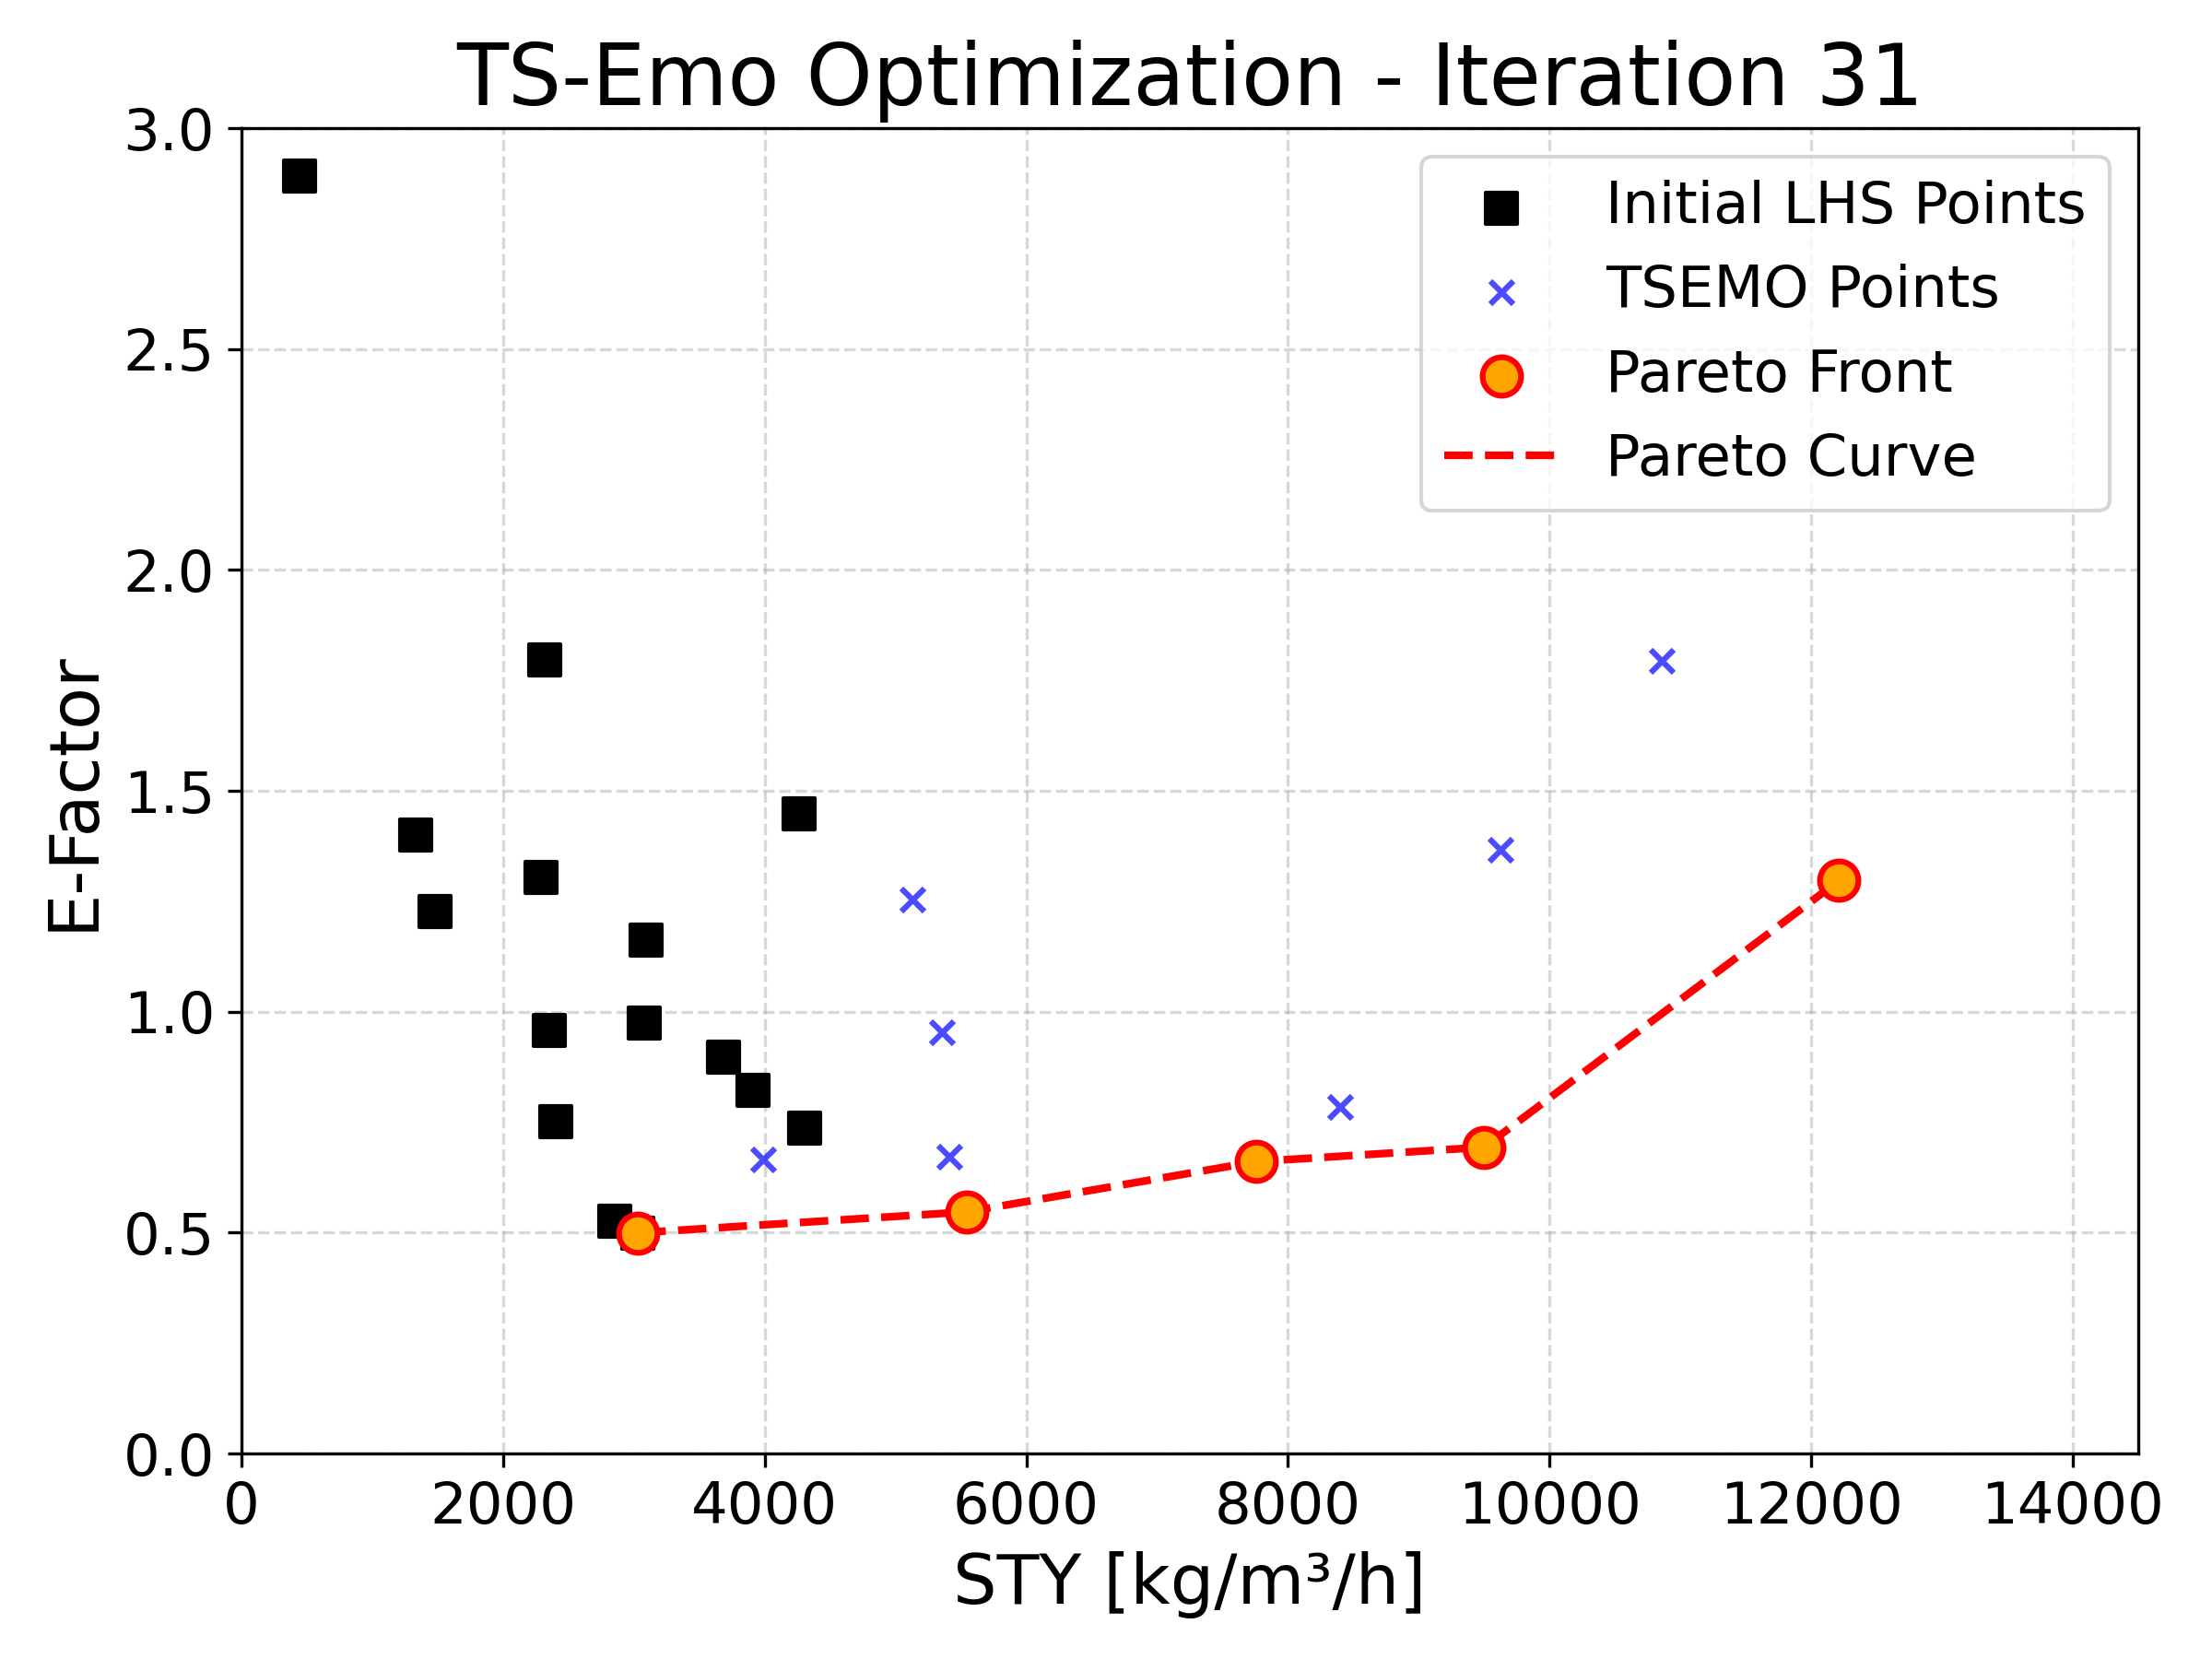 TS-Emo Optimization - Iteration 31
3.0
2.5
2.0
1.5
1.0
0.5
0.0
E-Factor
Initial LHS Points
TSEMO Points
Pareto Front
Pareto Curve
0 2000 4000 6000 8000 10000 12000 14000
STY [kg/m³/h]